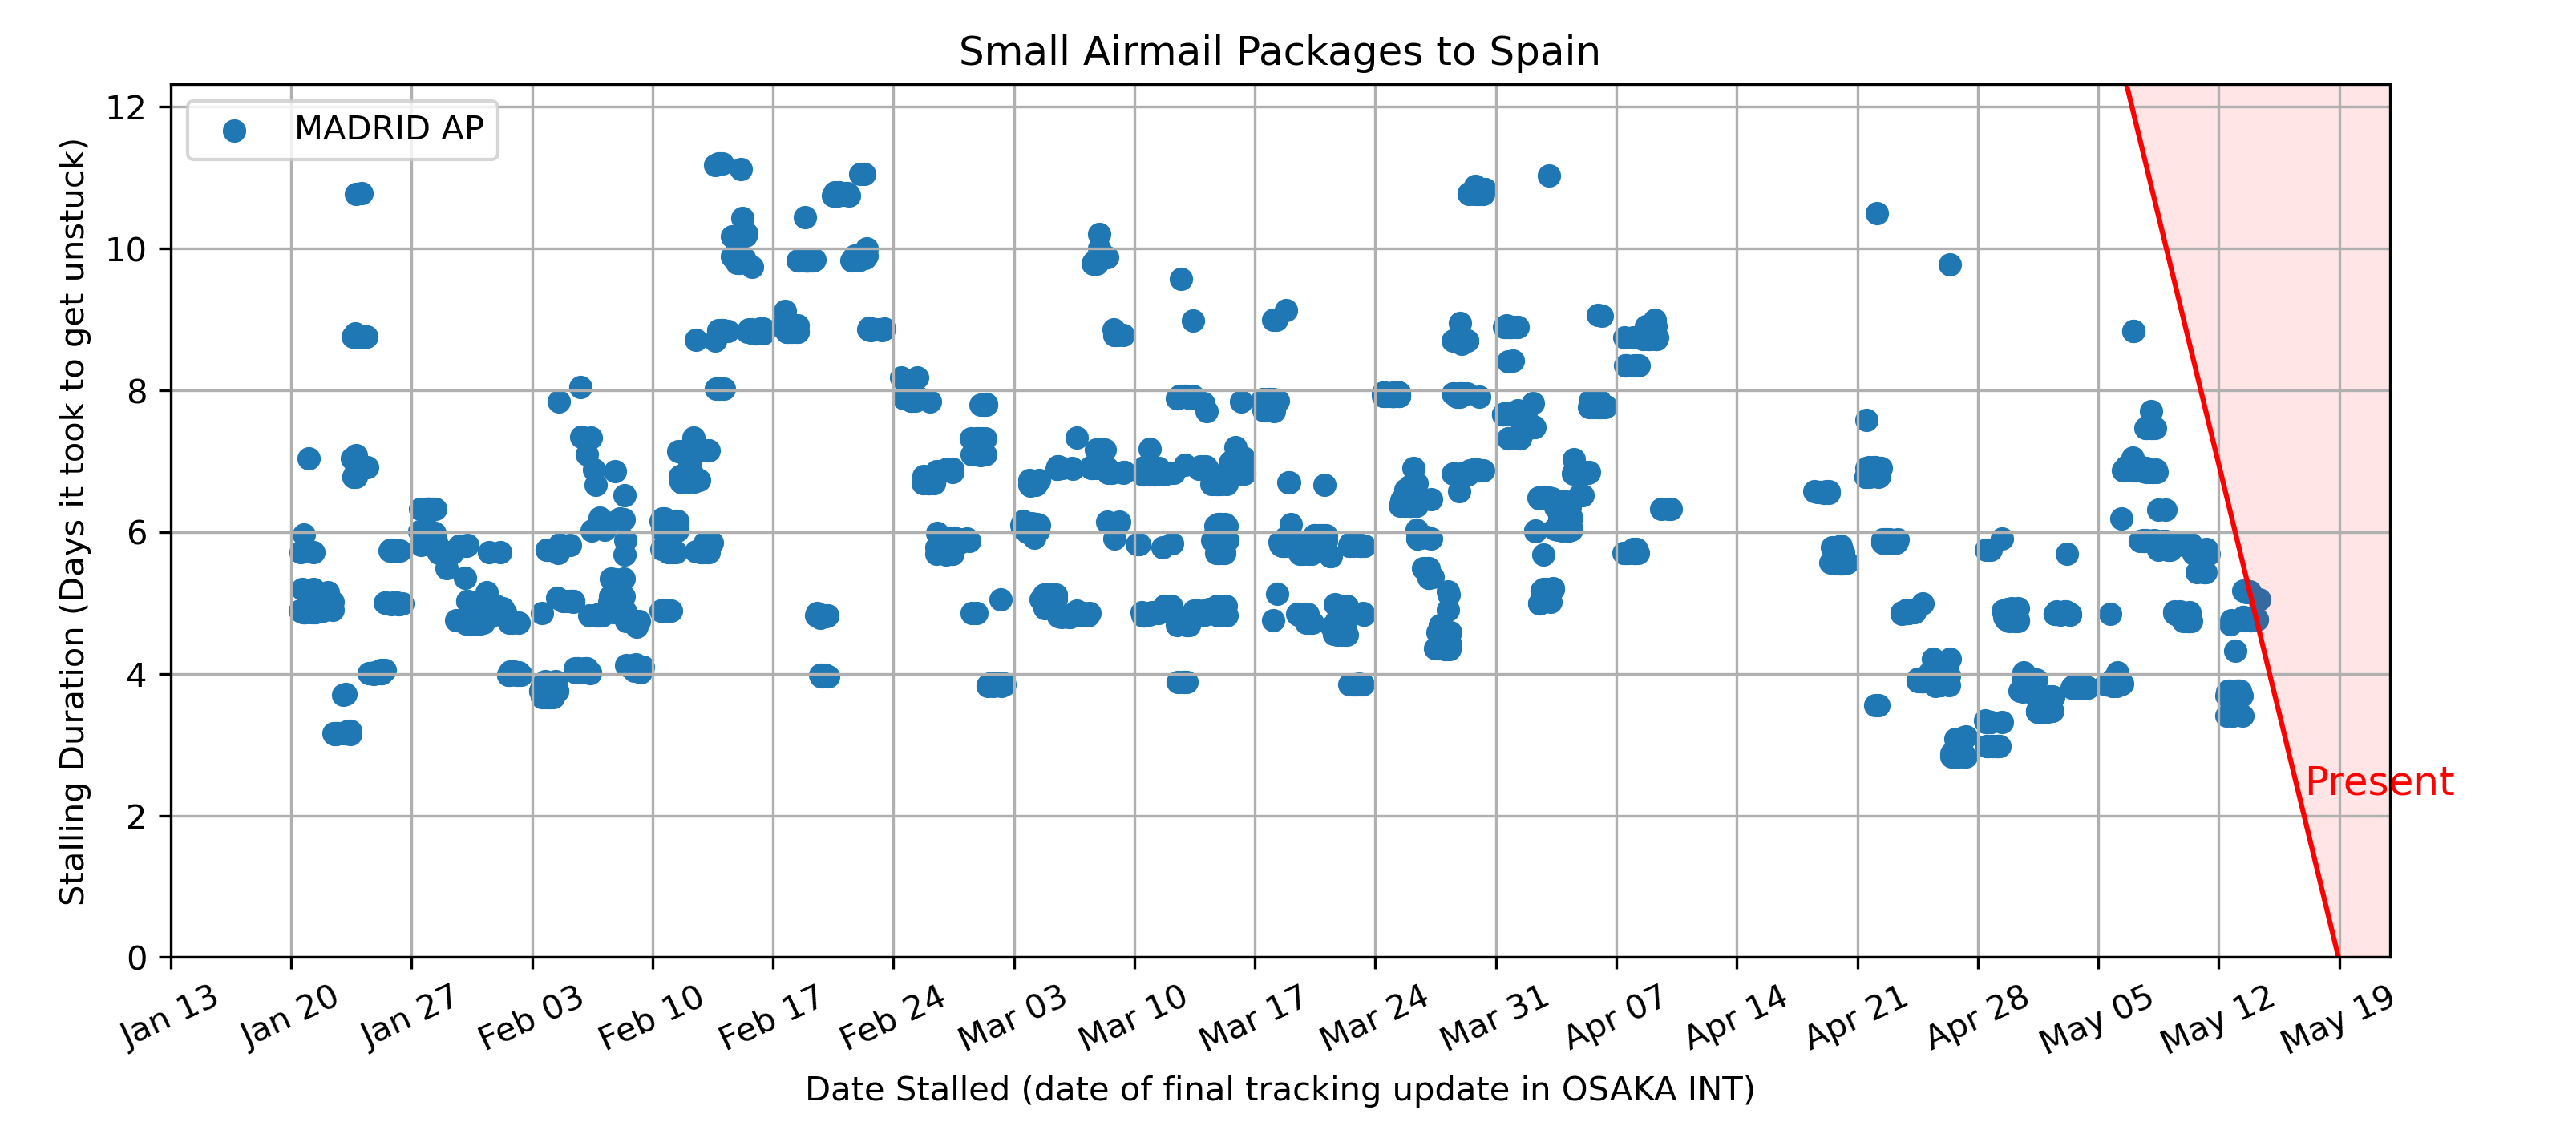 Small Airmail Packages to Spain
MADRID AP
Stalling Duration (Days it took to get unstuck)
12
10
8
6
4
2
0
Present
Jan 13
Jan 20
Jan 27
Feb 03
Feb 10
Feb 17
Feb 24
Mar 03
Mar 10
Mar 17
Mar 24
Mar 31
Apr 07
Apr 14
Apr 21
Apr 28
May 05
May 12
May 19
Date Stalled (date of final tracking update in OSAKA INT)